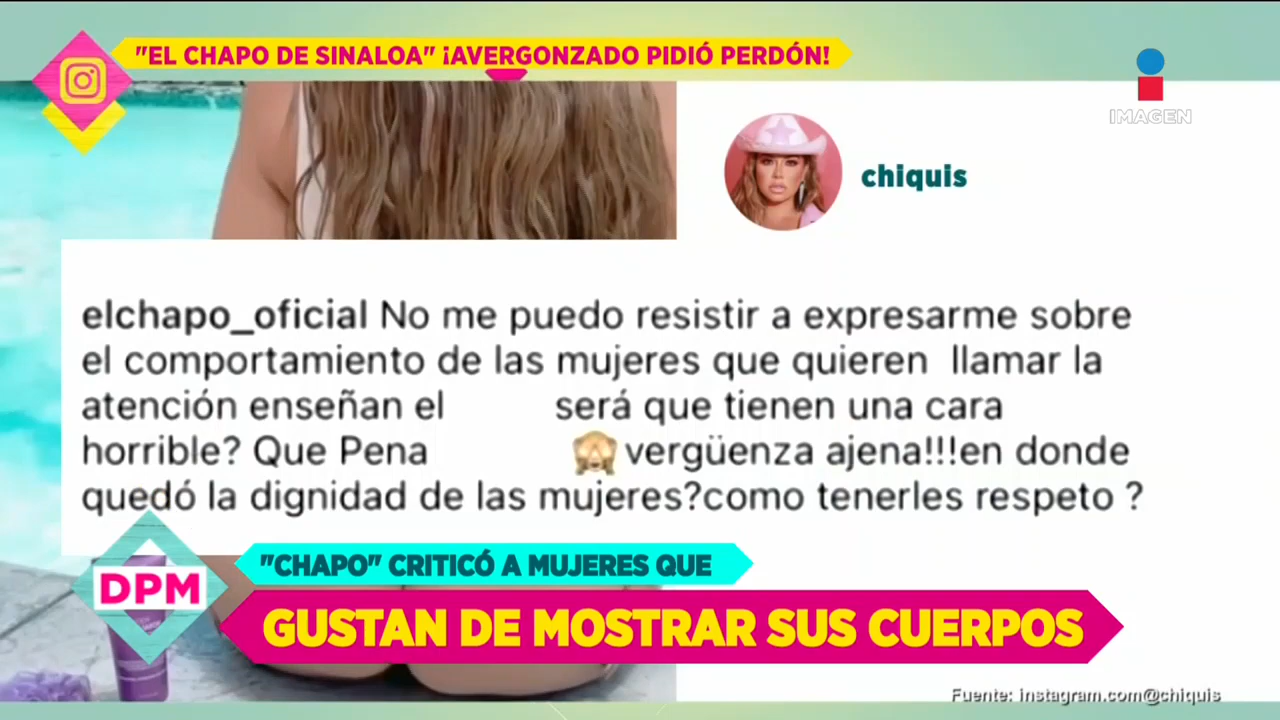 "EL CHAPO DE SINALOA" ¡AVERGONZADO PIDIÓ PERDÓN!
IMAGEN
chiquis
elchapo_oficial No me puedo resistir a expresarme sobre
el comportamiento de las mujeres que quieren llamar la
atención enseñan el será que tienen una cara
horrible? Que Pena vergüenza ajena!!!en donde
quedó la dignidad de las mujeres?como tenerles respeto ?
"CHAPO" CRITICÓ A MUJERES QUE
DPM
GUSTAN DE MOSTRAR SUS CUERPOS
Fuente: instagram.com@chiquis